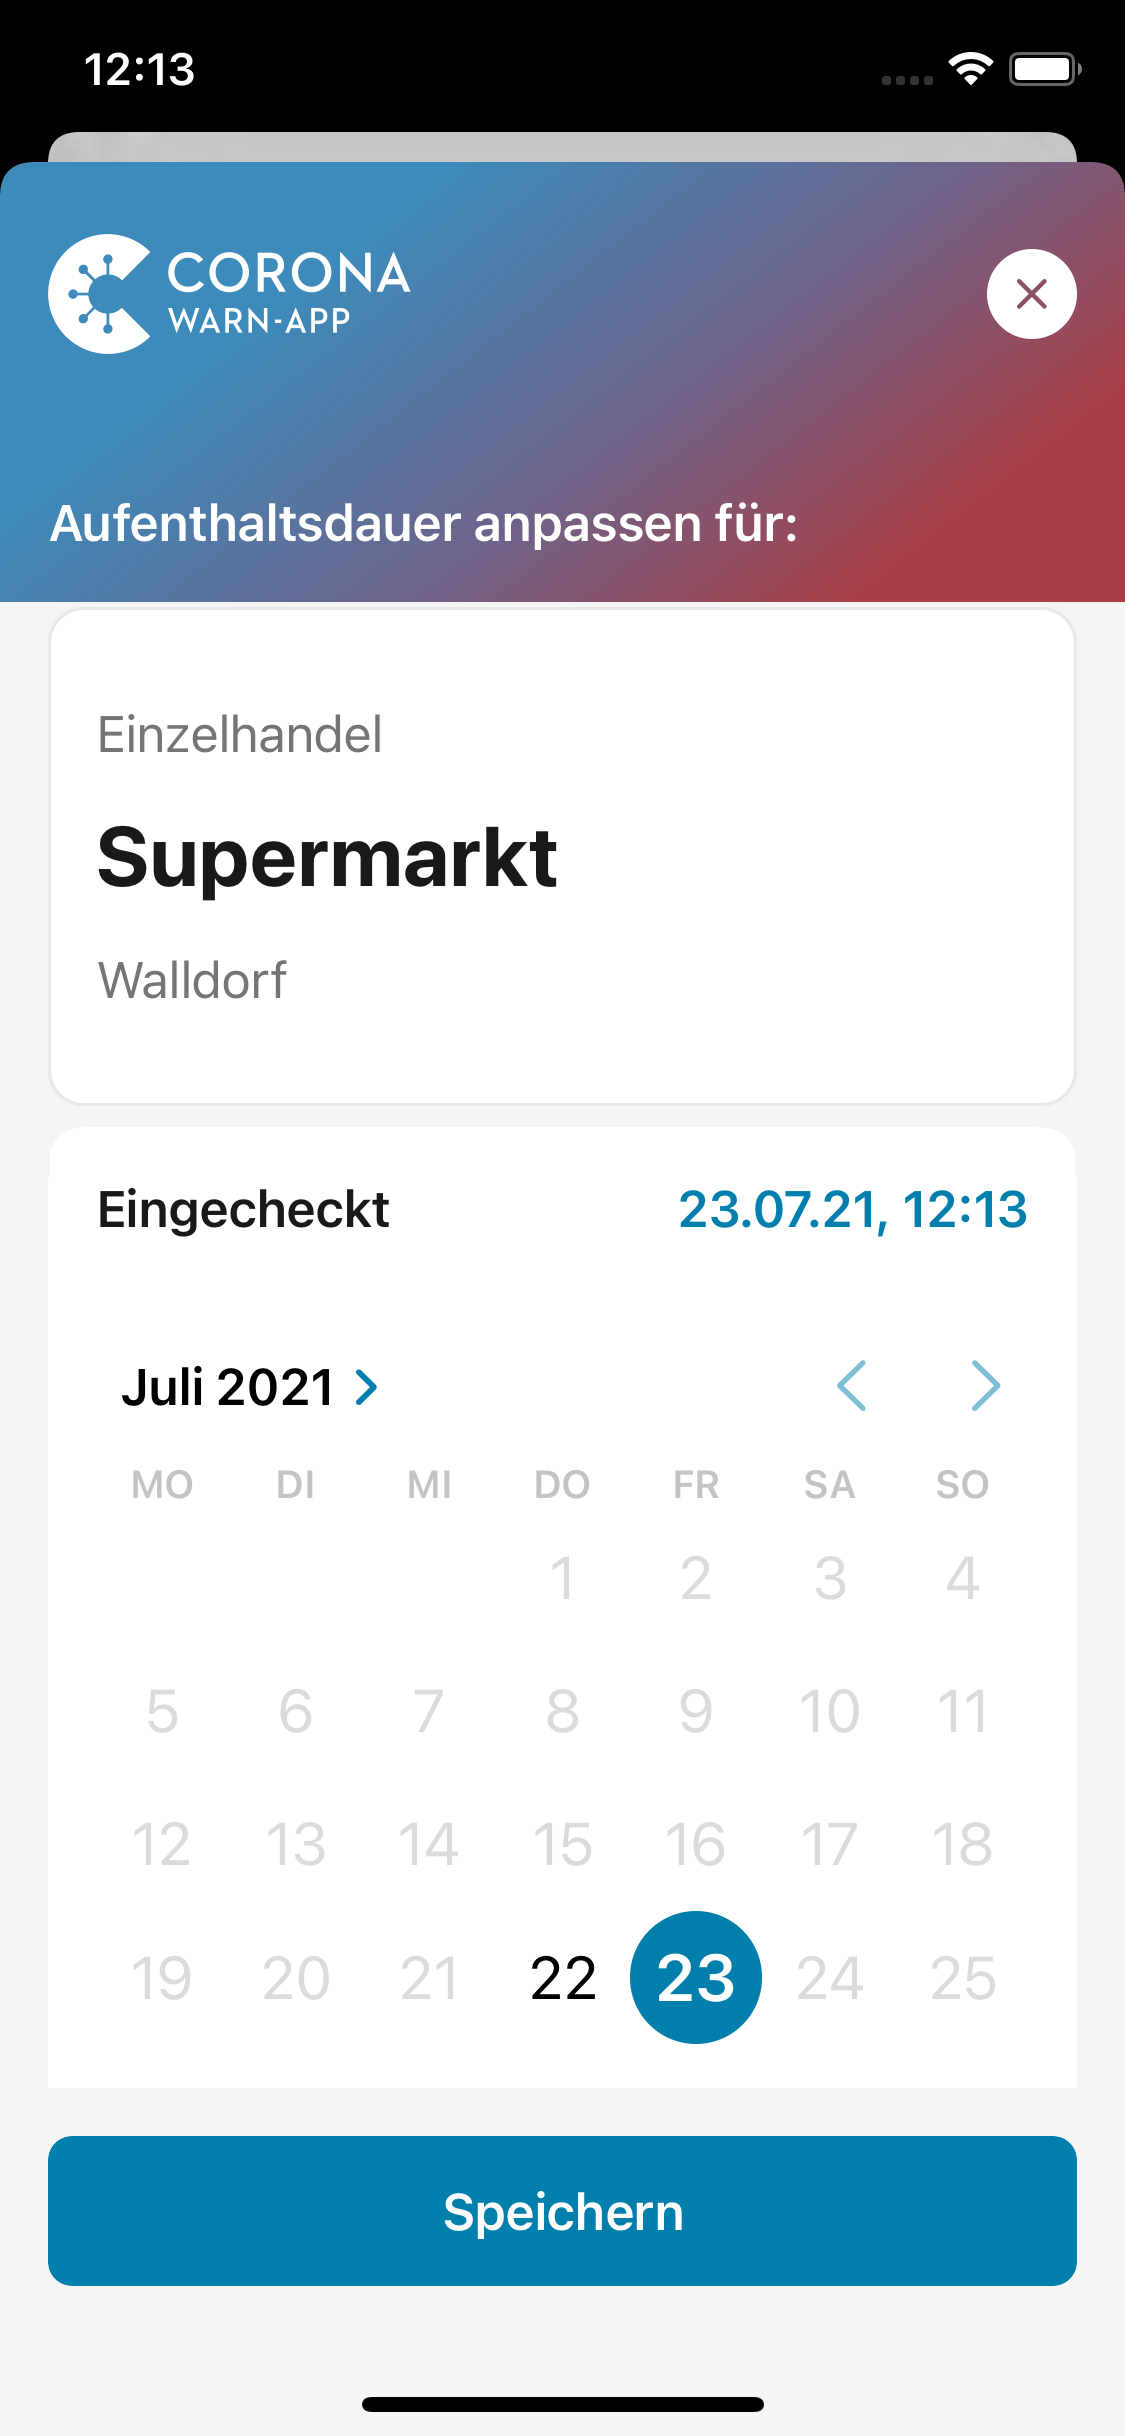 12:13
CORONA
WARN-APP
Aufenthaltsdauer anpassen für:
Einzelhandel
Supermarkt
Walldorf
Eingecheckt 23.07.21, 12:13
Juli 2021
MO DI MI DO FR SA SO
1 2 3 4
5 6 7 8 9 10 11
12 13 14 15 16 17 18
19 20 21 22 23 24 25
Speichern